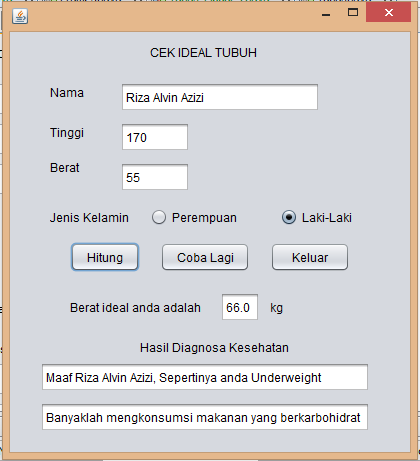 CEK IDEAL TUBUH
Nama Riza Alvin Azizi
Tinggi 170
Berat 55
Jenis Kelamin Perempuan Laki-Laki
Hitung Coba Lagi Keluar
Berat ideal anda adalah 66.0 kg
Hasil Diagnosa Kesehatan
Maaf Riza Alvin Azizi, Sepertinya anda Underweight
Banyaklah mengkonsumsi makanan yang berkarbohidrat